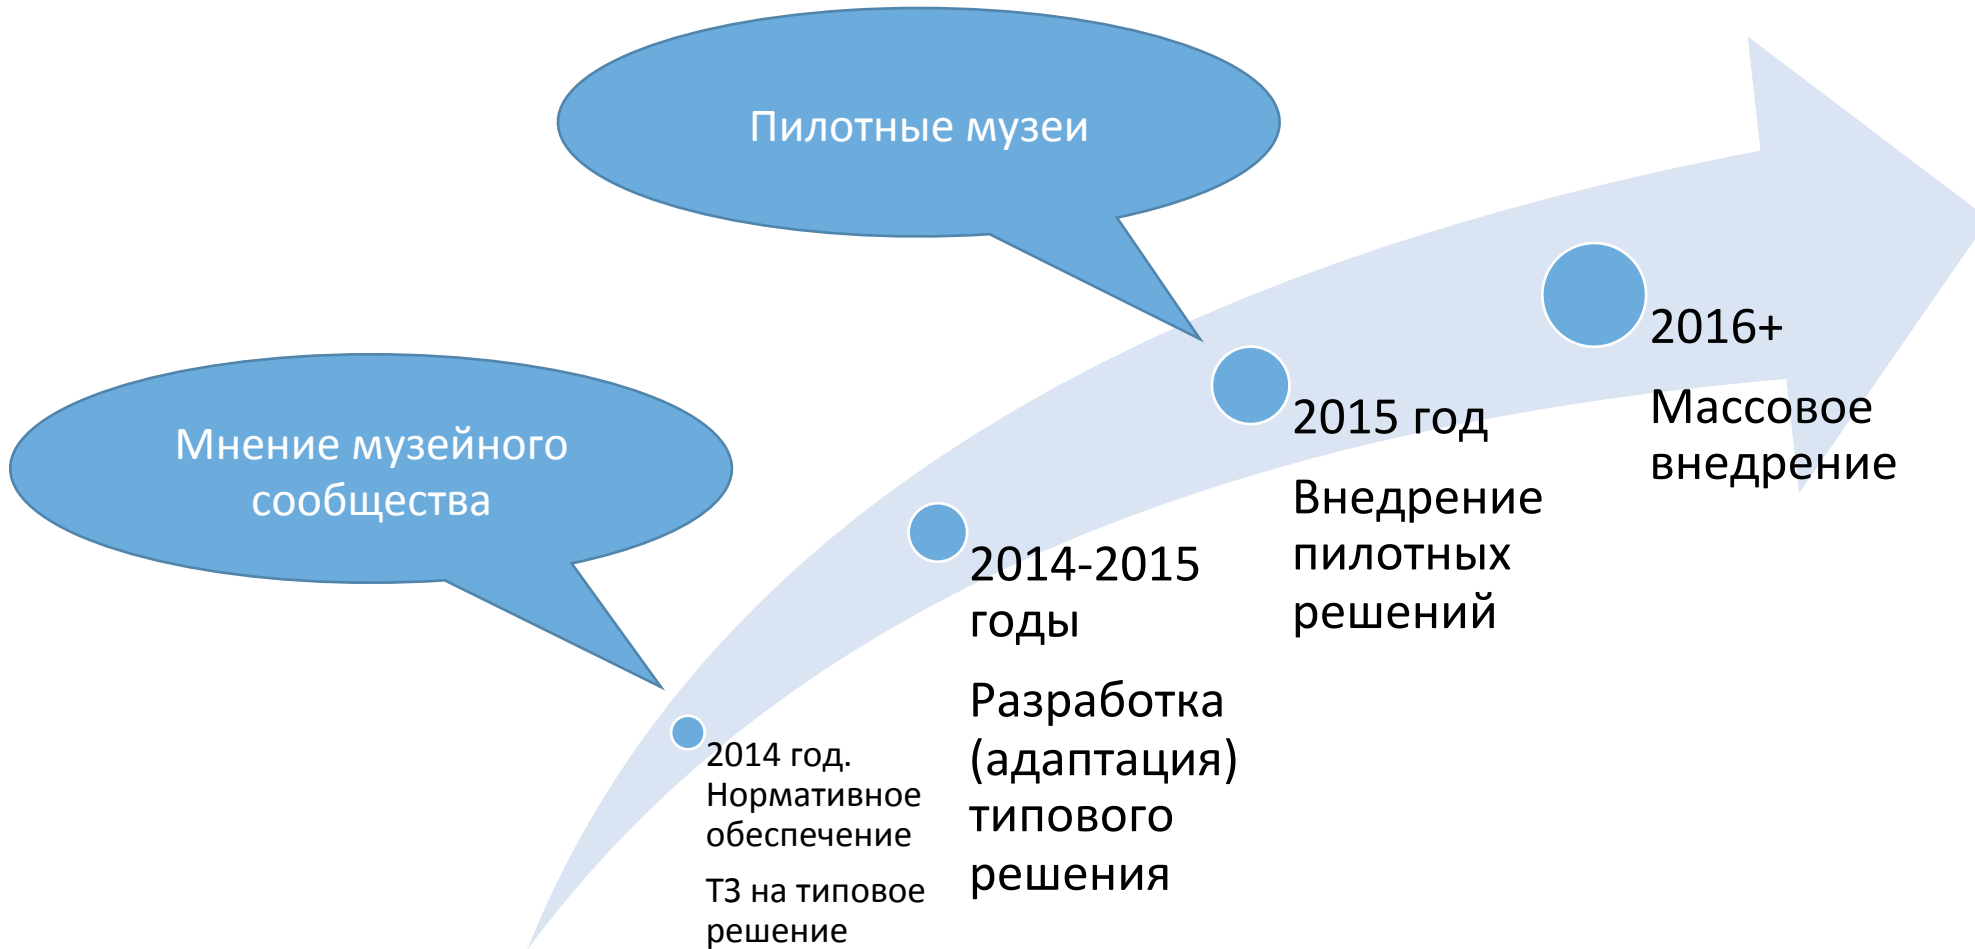 Пилотные музеи
Мнение музейного
сообщества
2014 год.
Нормативное
обеспечение
ТЗ на типовое
решение
2014-2015
годы
Разработка
(адаптация)
типового
решения
2015 год
Внедрение
пилотных
решений
2016+
Массовое
внедрение